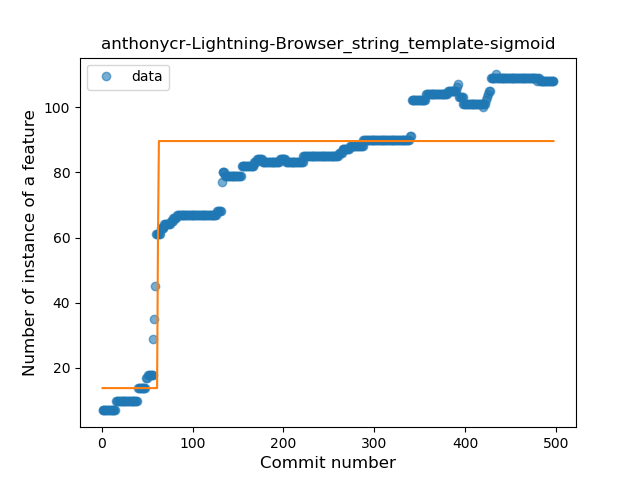 anthonycr-Lightning-Browser_string_template-sigmoid
data
Number of instance of a feature
100
80
60
40
20
0
100
200
300
400
500
Commit number